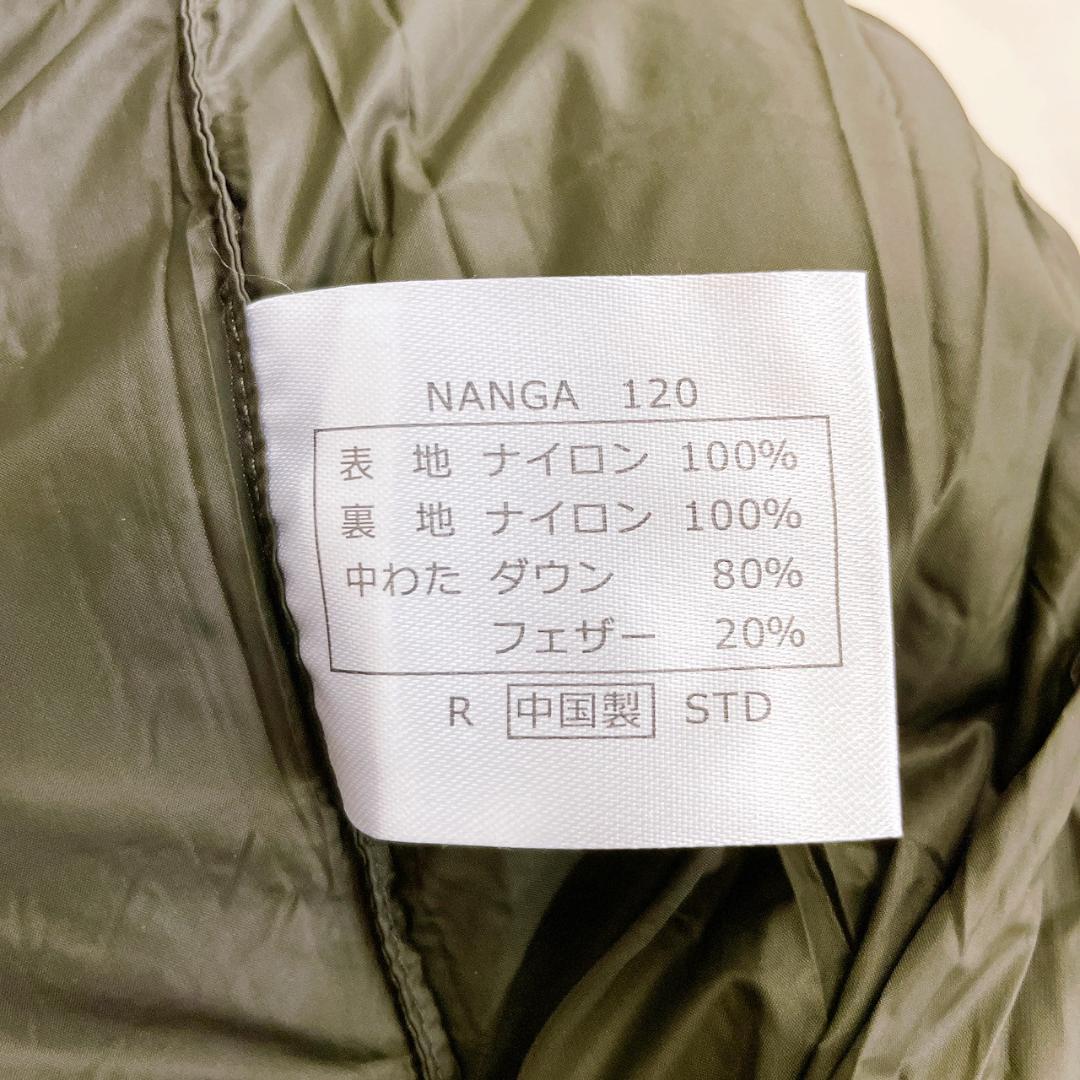 NANGA 120
表 地 ナイロン 100%
裏 地 ナイロン 100%
中わた ダウン 80%
フェザー 20%
R 中国製 STD